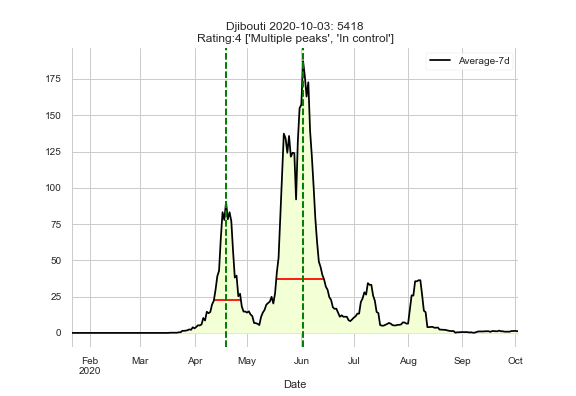 Djibouti 2020-10-03: 5418
Rating:4 ['Multiple peaks', 'In control']
Average-7d
175
150
125
100
75
50
25
0
Feb Mar Apr May Jun Jul Aug Sep Oct
2020
Date